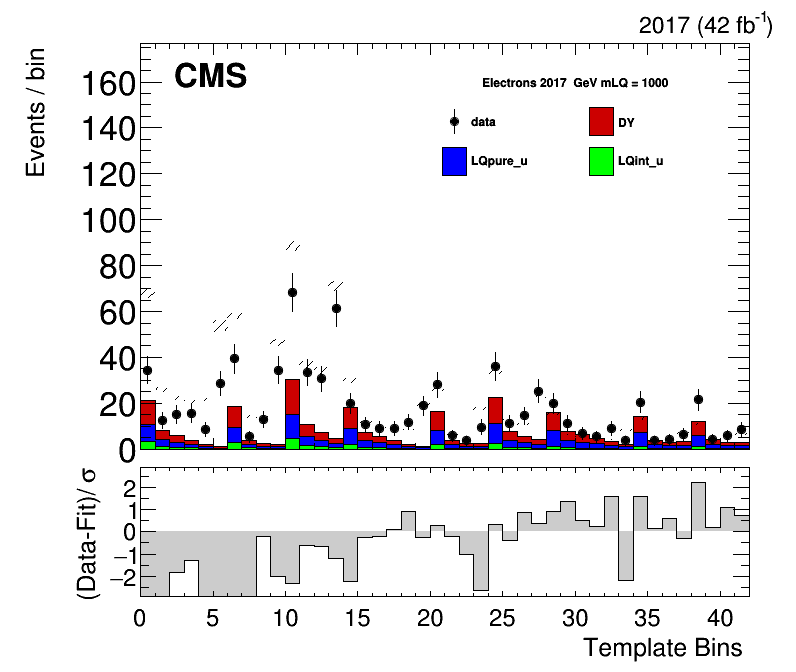 2017 (42 fb-1)
Events / bin
CMS
Electrons 2017 GeV mLQ = 1000
data
DY
LQpure_u
LQint_u
160
140
120
100
80
60
40
20
0
(Data-Fit)/ σ
2
1
0
−1
−2
0 5 10 15 20 25 30 35 40
Template Bins